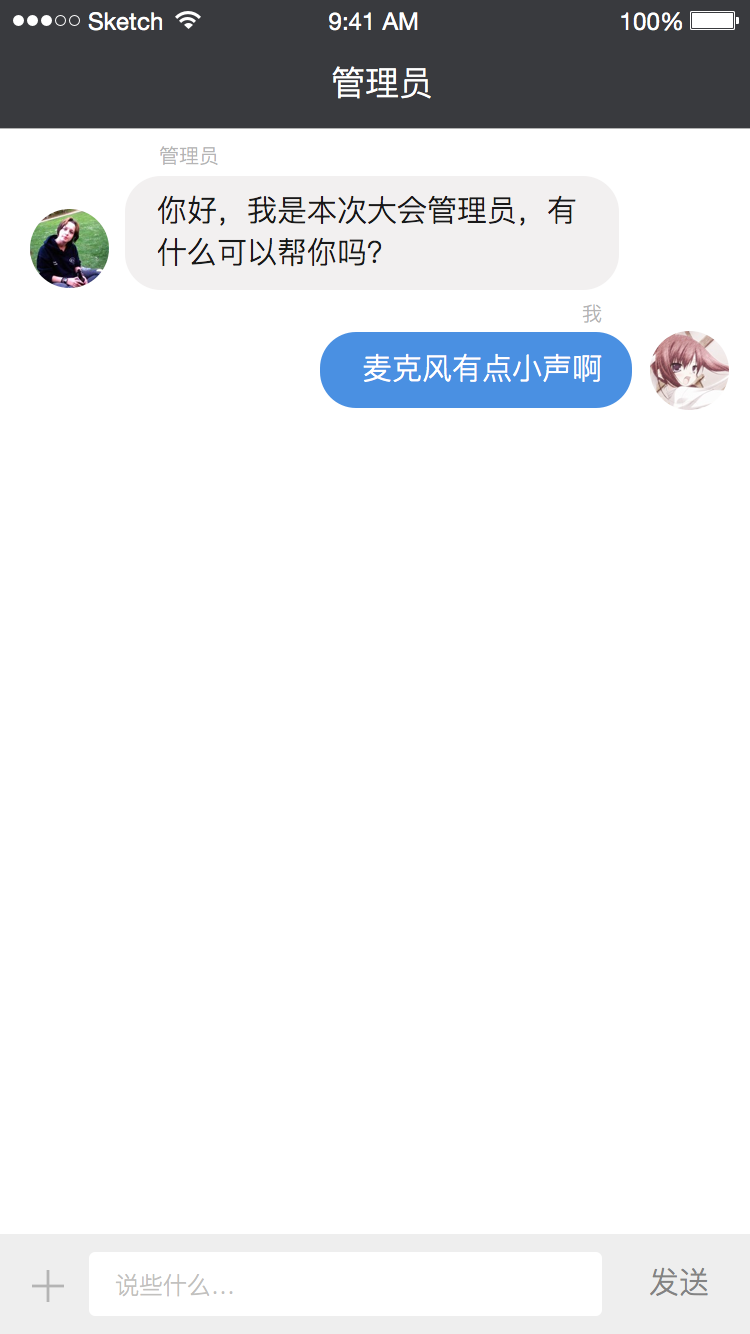 Sketch 9:41 AM 100%
管理员
管理员
你好，我是本次大会管理员，有
什么可以帮你吗?
我
麦克风有点小声啊
说些什么... 发送